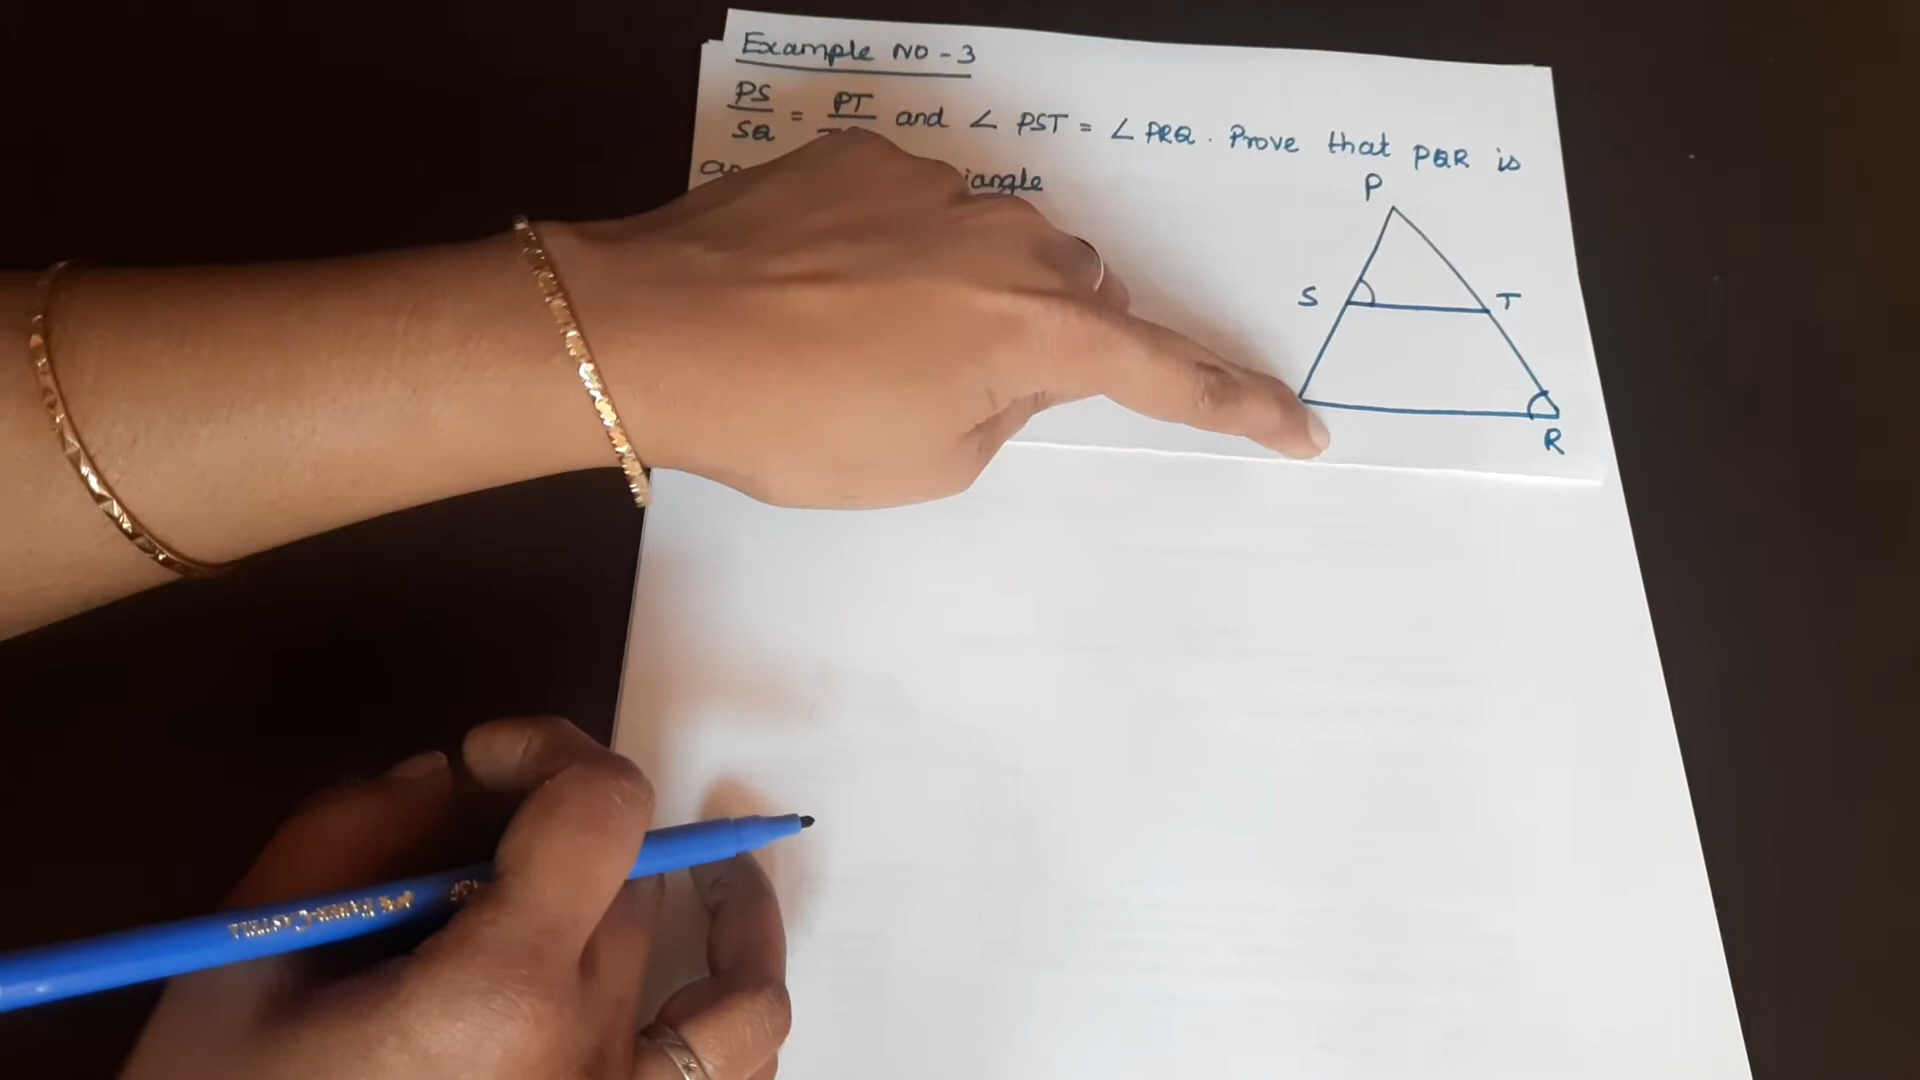 Example NO - 3
PS/SQ = PT/ and ∠ PST = ∠ PRQ . Prove that PQR is
iangle
P
S T
R